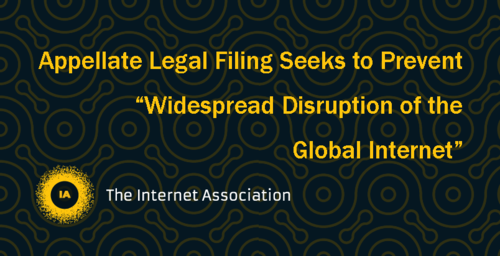 Appellate Legal Filing Seeks to Prevent
“Widespread Disruption of the
Global Internet”
IA
The Internet Association